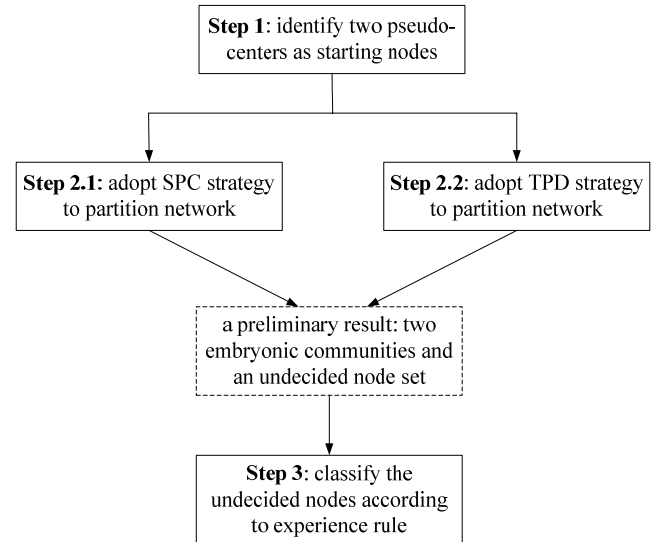 Step 1: identify two pseudo-
centers as starting nodes
Step 2.1: adopt SPC strategy
to partition network
Step 2.2: adopt TPD strategy
to partition network
a preliminary result: two
embryonic communities and
an undecided node set
Step 3: classify the
undecided nodes according
to experience rule